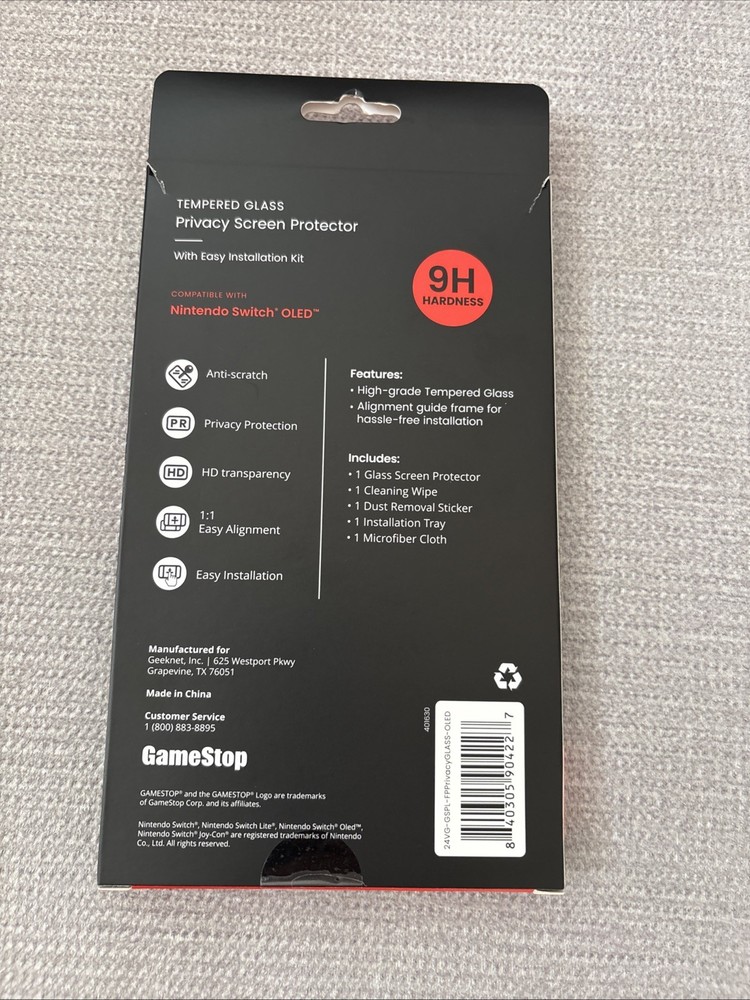 TEMPERED GLASS
Privacy Screen Protector
With Easy Installation Kit
COMPATIBLE WITH
Nintendo Switch® OLED™
9H
HARDNESS
Anti-scratch
PR
Privacy Protection
HD
HD transparency
1:1
Easy Alignment
Easy Installation
Features:
• High-grade Tempered Glass
• Alignment guide frame for
hassle-free installation
Includes:
• 1 Glass Screen Protector
• 1 Cleaning Wipe
• 1 Dust Removal Sticker
• 1 Installation Tray
• 1 Microfiber Cloth
Manufactured for
Geeknet, Inc. | 625 Westport Pkwy
Grapevine, TX 76051
Made in China
Customer Service
1 (800) 883-8895
GameStop
GAMESTOP® and the GAMESTOP® Logo are trademarks
of GameStop Corp. and its affiliates.
Nintendo Switch®, Nintendo Switch Lite®, Nintendo Switch® Oled™,
Nintendo Switch® Joy-Con® are registered trademarks of Nintendo
Co., Ltd. All rights reserved.
401630
24VG-GSPL-FPPrivacyGLASS-OLED
8 40305 90422 7